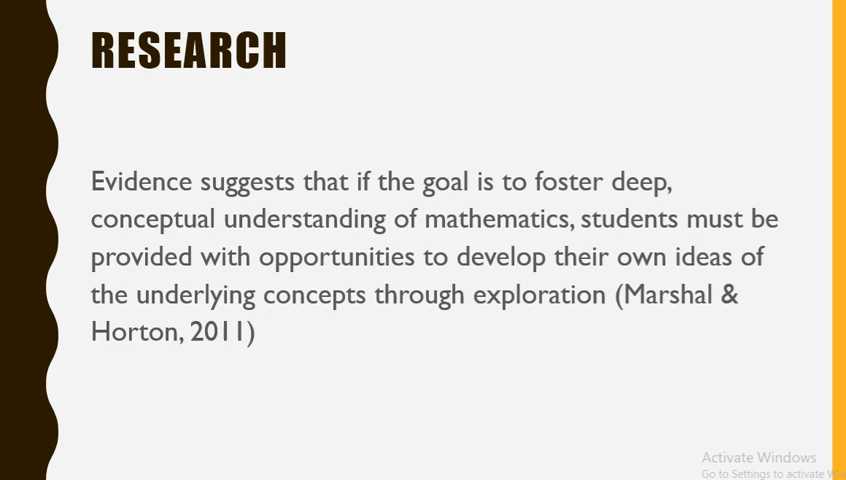 RESEARCH
Evidence suggests that if the goal is to foster deep,
conceptual understanding of mathematics, students must be
provided with opportunities to develop their own ideas of
the underlying concepts through exploration (Marshal &
Horton, 2011)
Activate Windows
Go to Settings to activate